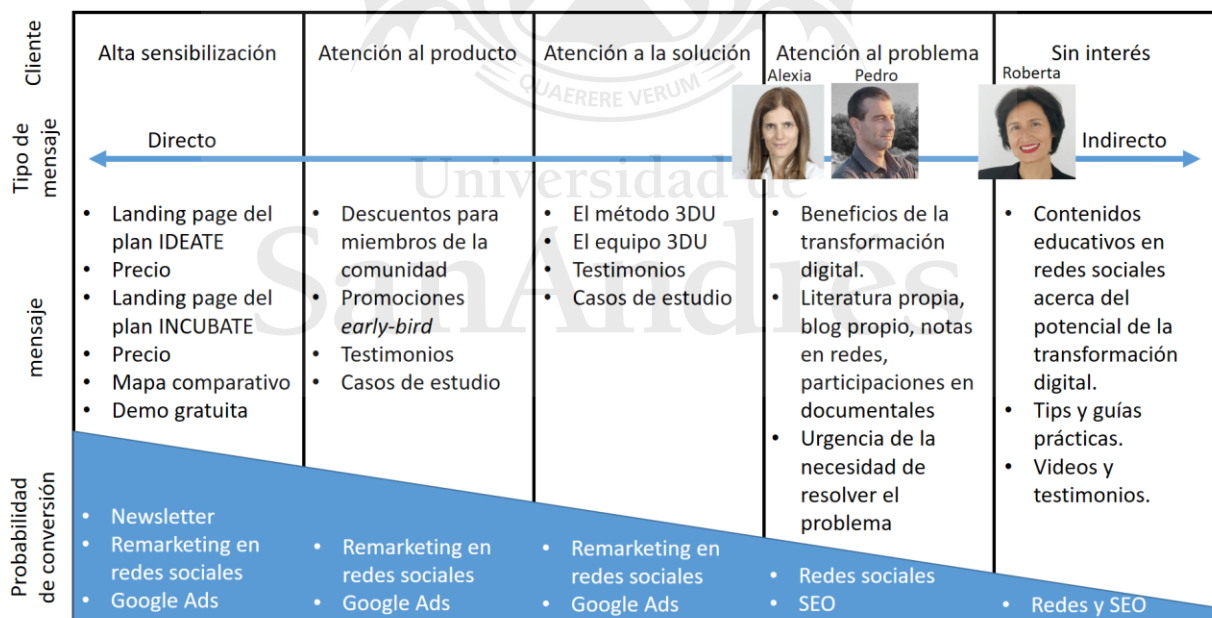 Cliente
Alta sensibilización
Atención al producto
Atención a la solución
Atención al problema
Sin interés
Alexia
Pedro
Roberta
QUAERERE VERUM
Tipo de
mensaje
Directo
Indirecto
Universidad de
SanAndrés
mensaje
• Landing page del
plan IDEATE
• Precio
• Landing page del
plan INCUBATE
• Precio
• Mapa comparativo
• Demo gratuita
• Descuentos para
miembros de la
comunidad
• Promociones
early-bird
• Testimonios
• Casos de estudio
• El método 3DU
• El equipo 3DU
• Testimonios
• Casos de estudio
• Beneficios de la
transformación
digital.
• Literatura propia,
blog propio, notas
en redes,
participaciones en
documentales
• Urgencia de la
necesidad de
resolver el
problema
• Contenidos
educativos en
redes sociales
acerca del
potencial de la
transformación
digital.
• Tips y guías
prácticas.
• Videos y
testimonios.
Probabilidad
de conversión
• Newsletter
• Remarketing en
redes sociales
• Google Ads
• Remarketing en
redes sociales
• Google Ads
• Remarketing en
redes sociales
• Google Ads
• Redes sociales
• SEO
• Redes y SEO